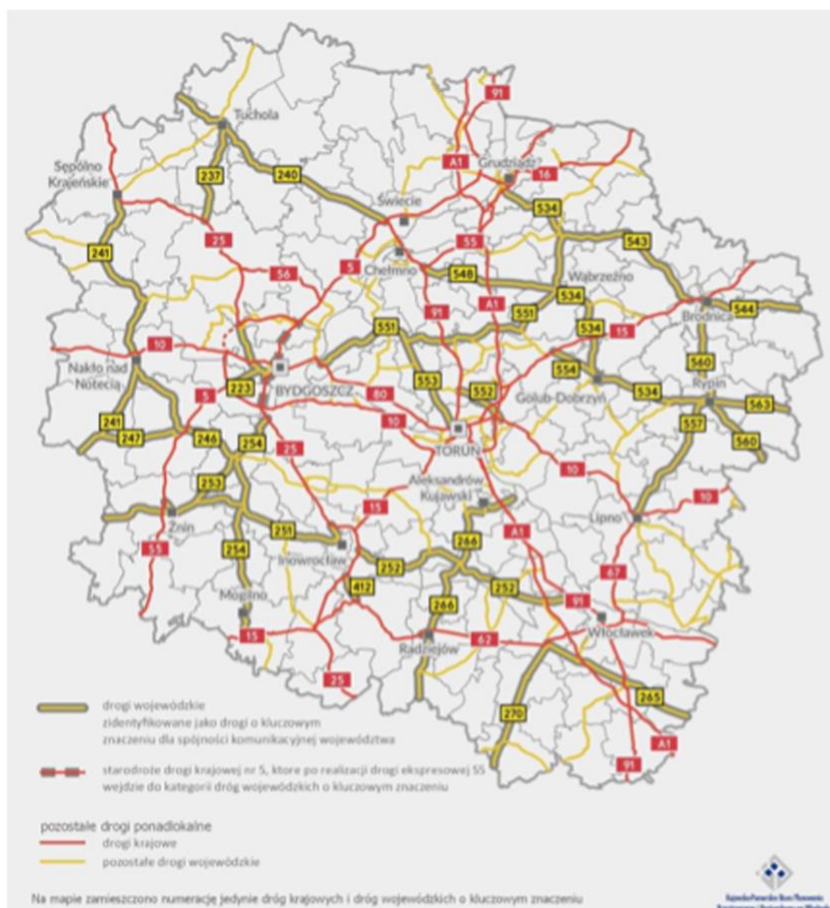 91
Tuchola
A1
Grudziądz
16
Sępólno
Krajeńskie
237
240
Świecie
534
25
55
543
241
5
56
Chełmno
548
Wąbrzeźno
534
A1
91
551
544
Brodnica
551
534
15
10
560
Nakło nad
Notecią
554
223
553
552
534
Rypin
BYDGOSZCZ
80
Golub-Dobrzyń
563
5
10
557
241
247
246
254
TORUŃ
560
25
10
Aleksandrów
Kujawski
253
10
15
Lipno
Żnin
251
A1
266
254
Inowrocław
252
67
412
252
Mogilno
266
91
15
62
Włocławek
Radziejów
25
265
270
A1
91
drogi wojewódzkie
zidentyfikowane jako drogi o kluczowym
znaczeniu dla spójności komunikacyjnej województwa
starodroże drogi krajowej nr 5, ktore po realizacji drogi ekspresowej S5
wejdzie do kategorii dróg wojewódzkich o kluczowym znaczeniu
pozostałe drogi ponadlokalne
drogi krajowe
pozostałe drogi wojewódzkie
Na mapie zamieszczono numerację jedynie dróg krajowych i dróg wojewódzkich o kluczowym znaczeniu